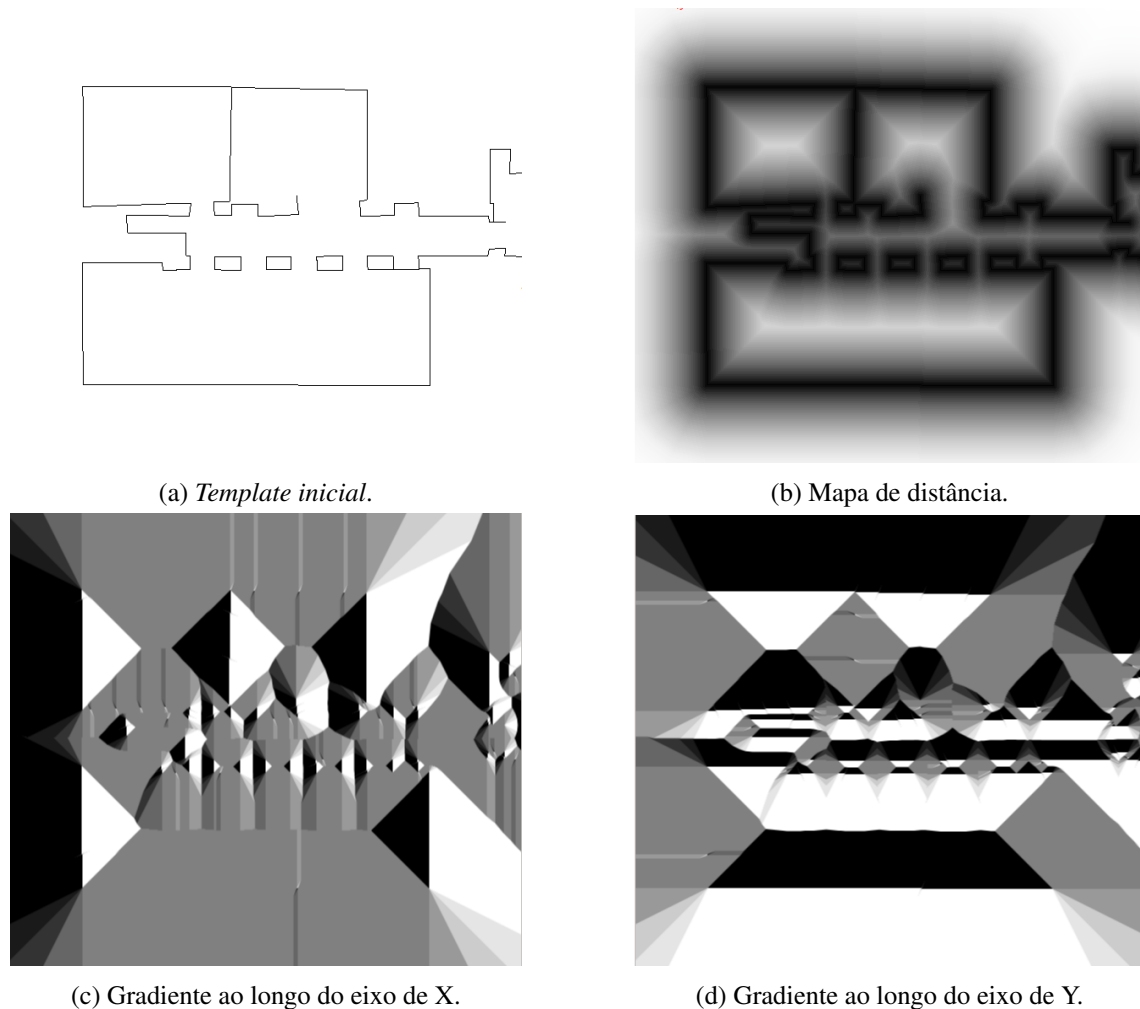 (a) Template inicial.
(b) Mapa de distância.
(c) Gradiente ao longo do eixo de X.
(d) Gradiente ao longo do eixo de Y.